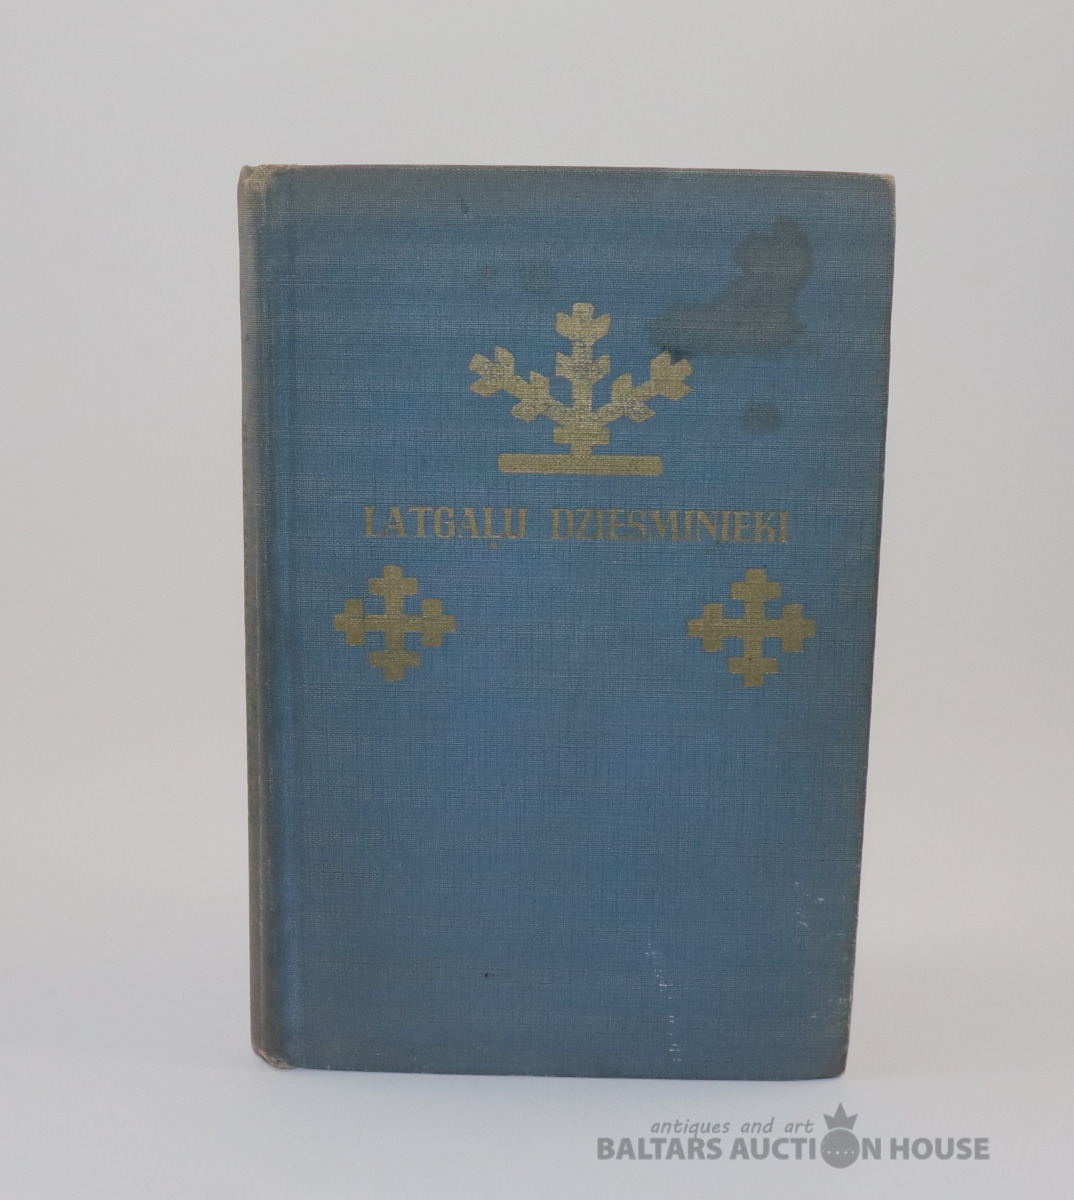 LATGAĻU DZIESMINIEKI
antiques and art
BALTARS AUCTION HOUSE